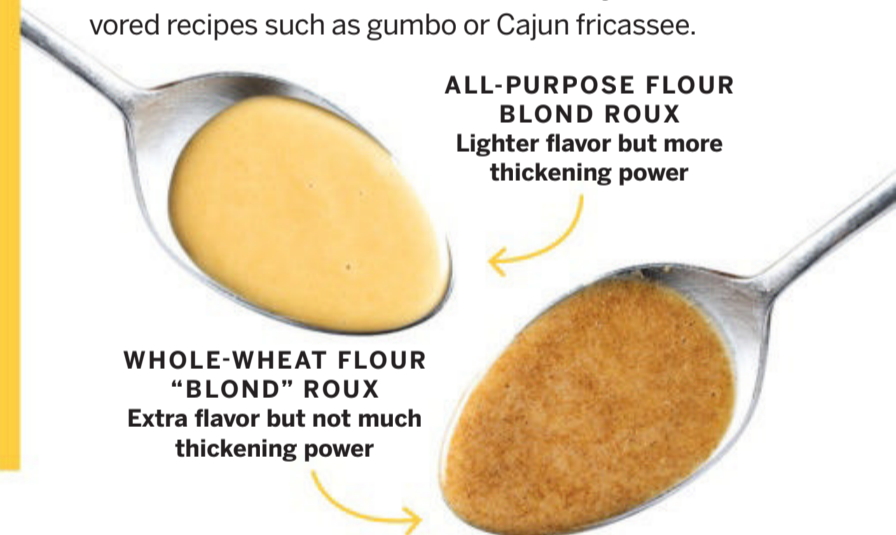 vored recipes such as gumbo or Cajun fricassee.
ALL-PURPOSE FLOUR
BLOND ROUX
Lighter flavor but more
thickening power
WHOLE-WHEAT FLOUR
“BLOND” ROUX
Extra flavor but not much
thickening power